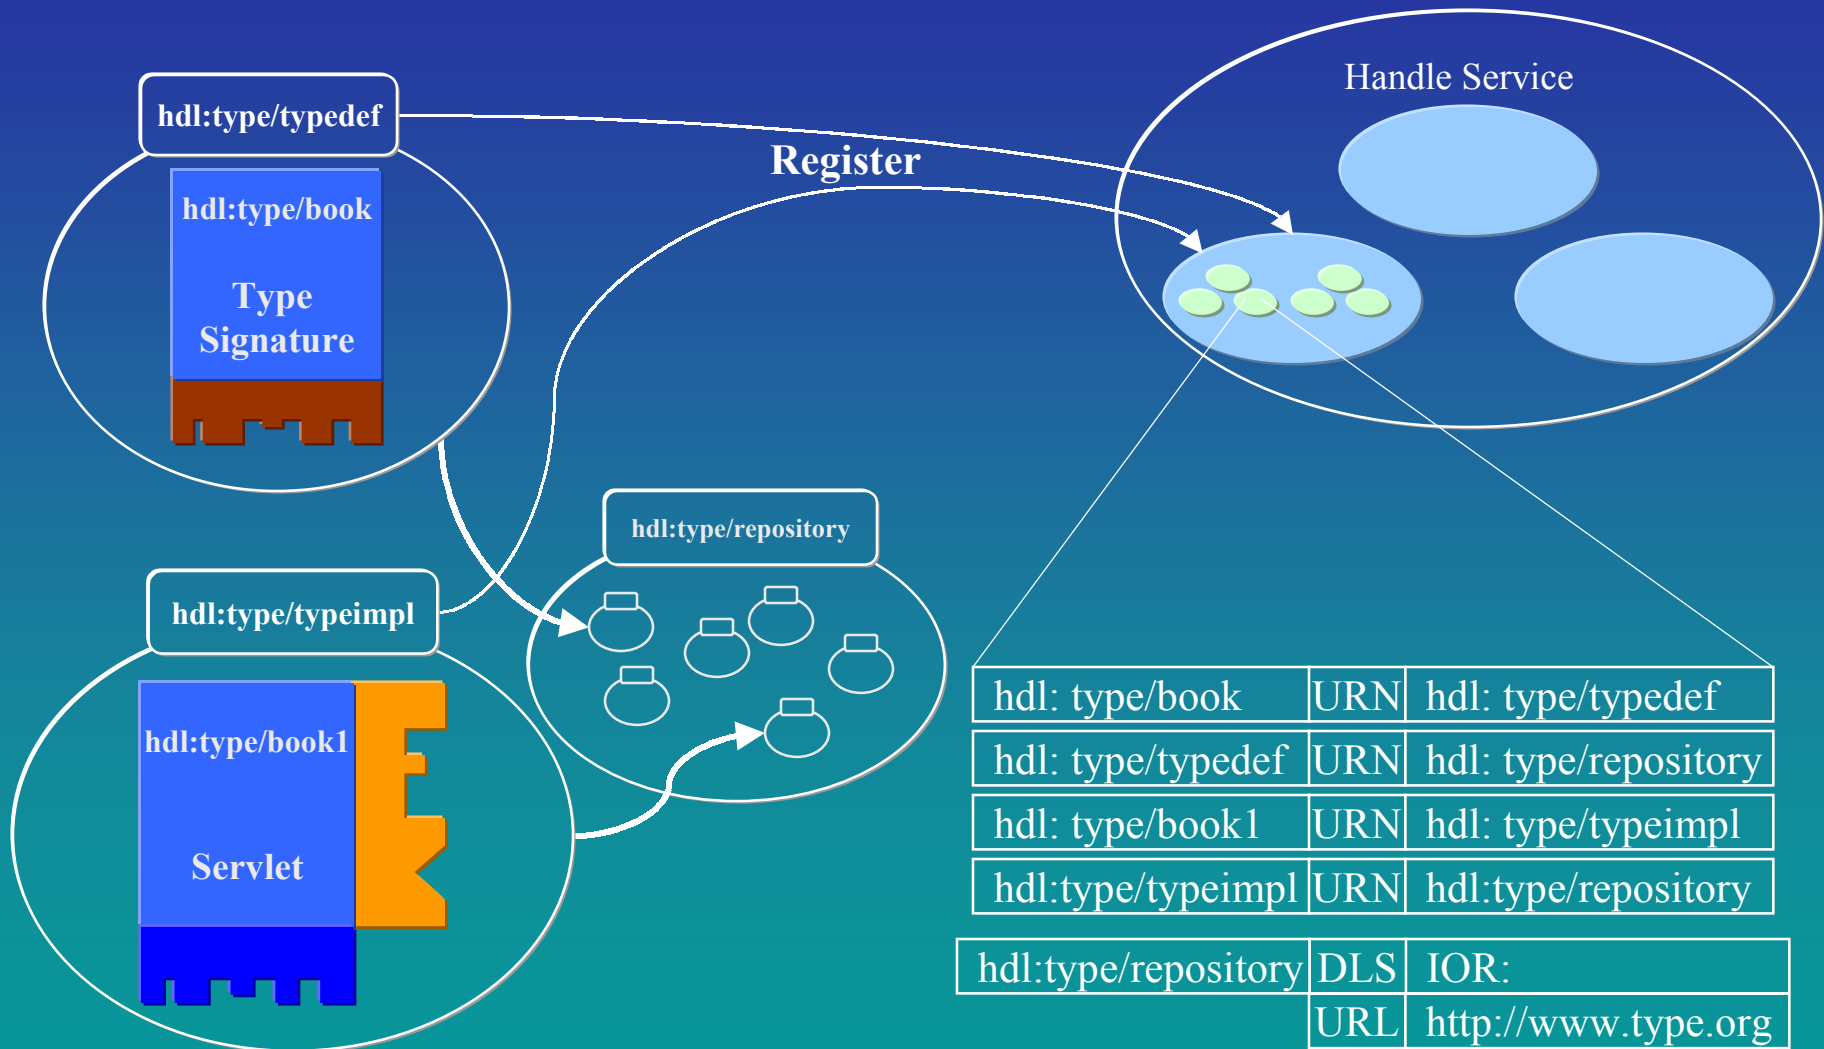 Handle Service
hdl:type/typedef
Register
hdl:type/book
Type
Signature
hdl:type/repository
hdl:type/typeimpl
hdl:type/book1
Servlet
hdl: type/book URN hdl: type/typedef
hdl: type/typedef URN hdl: type/repository
hdl: type/book1 URN hdl: type/typeimpl
hdl:type/typeimpl URN hdl:type/repository
hdl:type/repository DLS IOR:
URL http://www.type.org